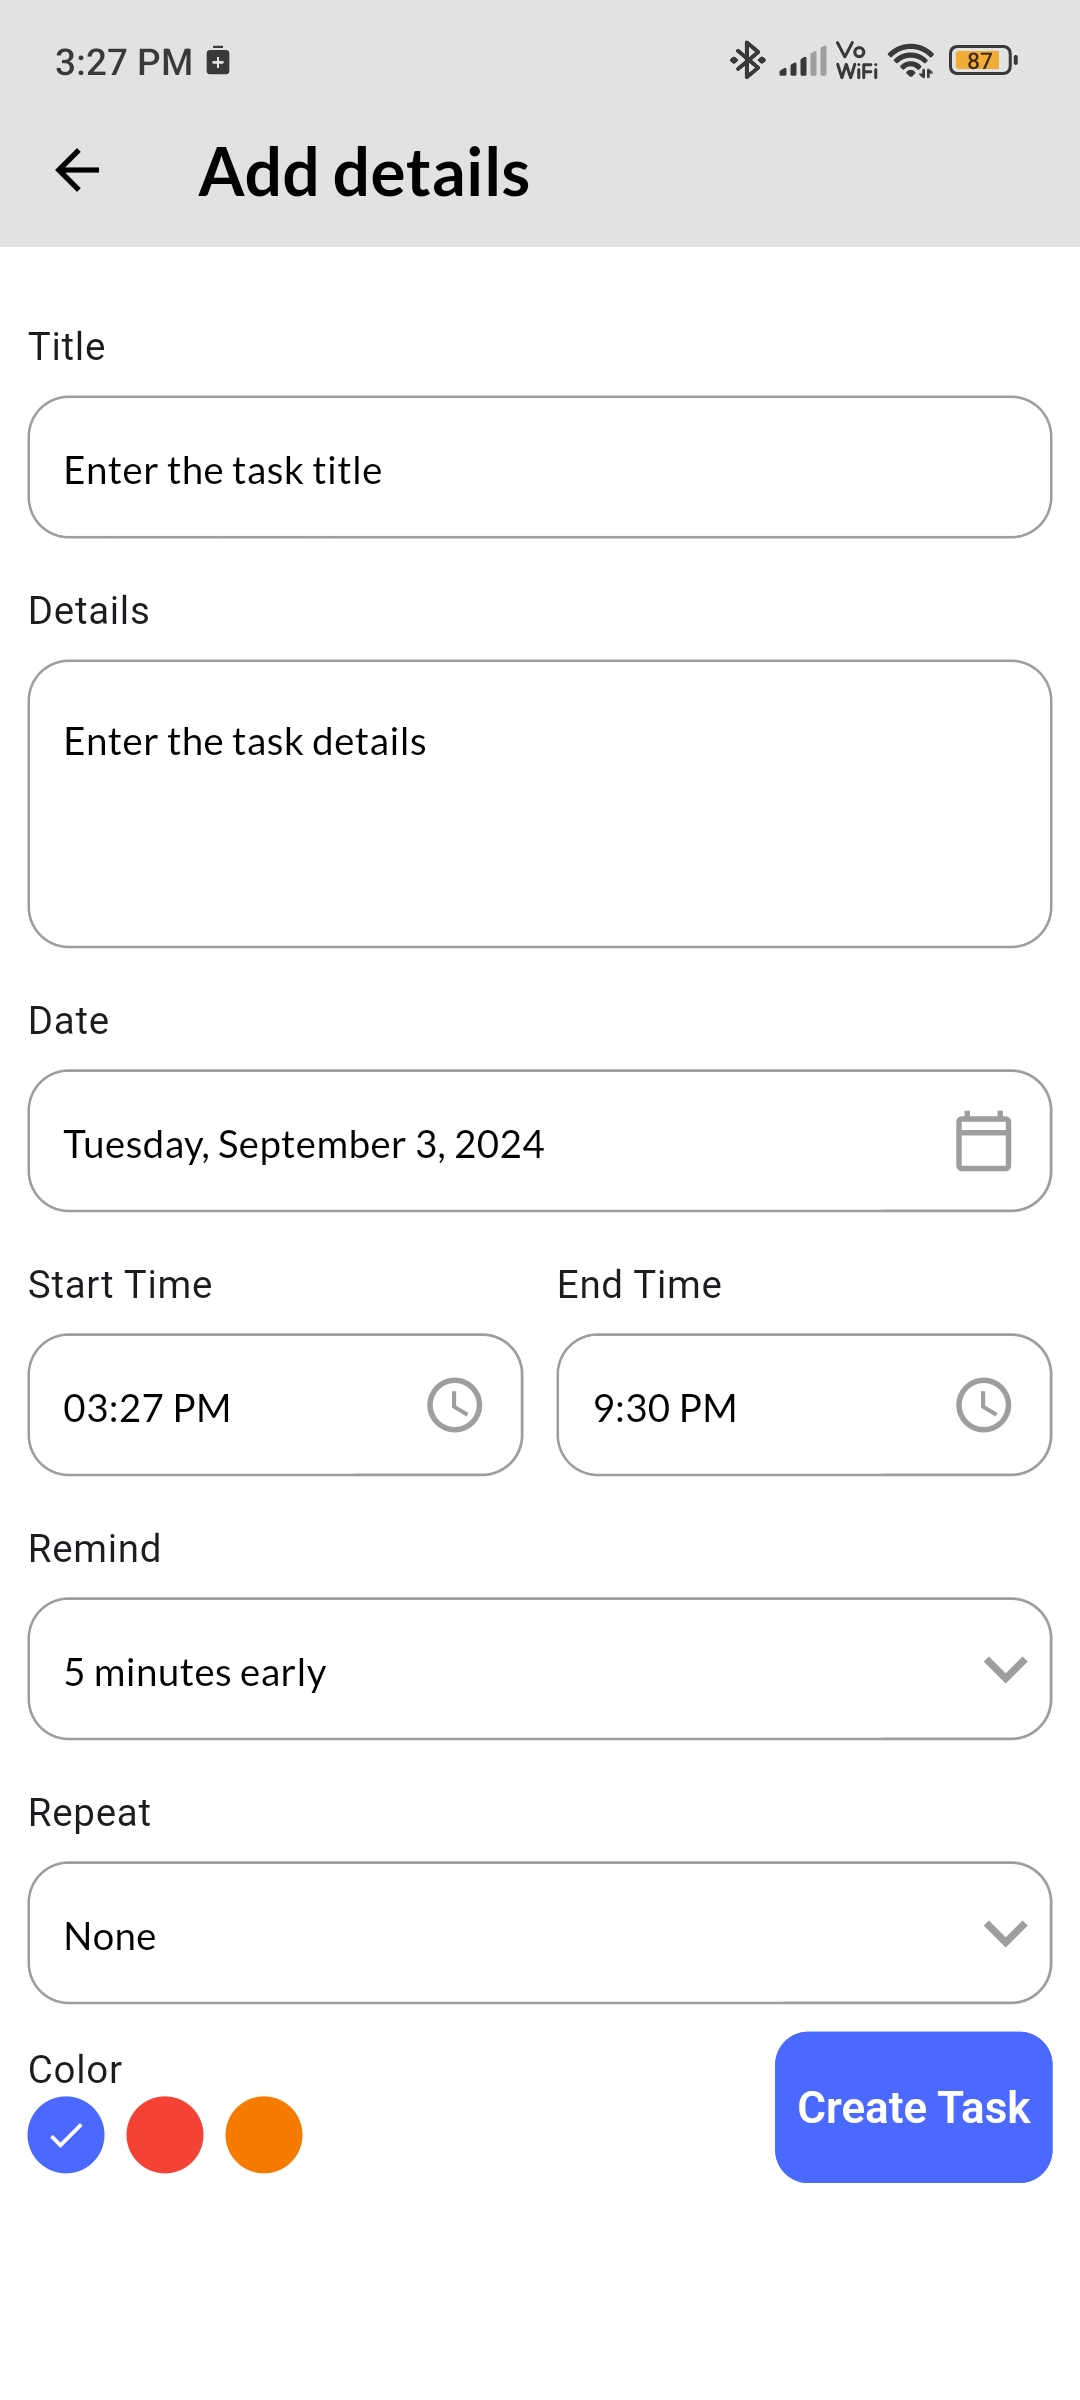 3:27 PM
Vo
WiFi
87
Add details
Title
Enter the task title
Details
Enter the task details
Date
Tuesday, September 3, 2024
Start Time
End Time
03:27 PM
9:30 PM
Remind
5 minutes early
Repeat
None
Color
Create Task